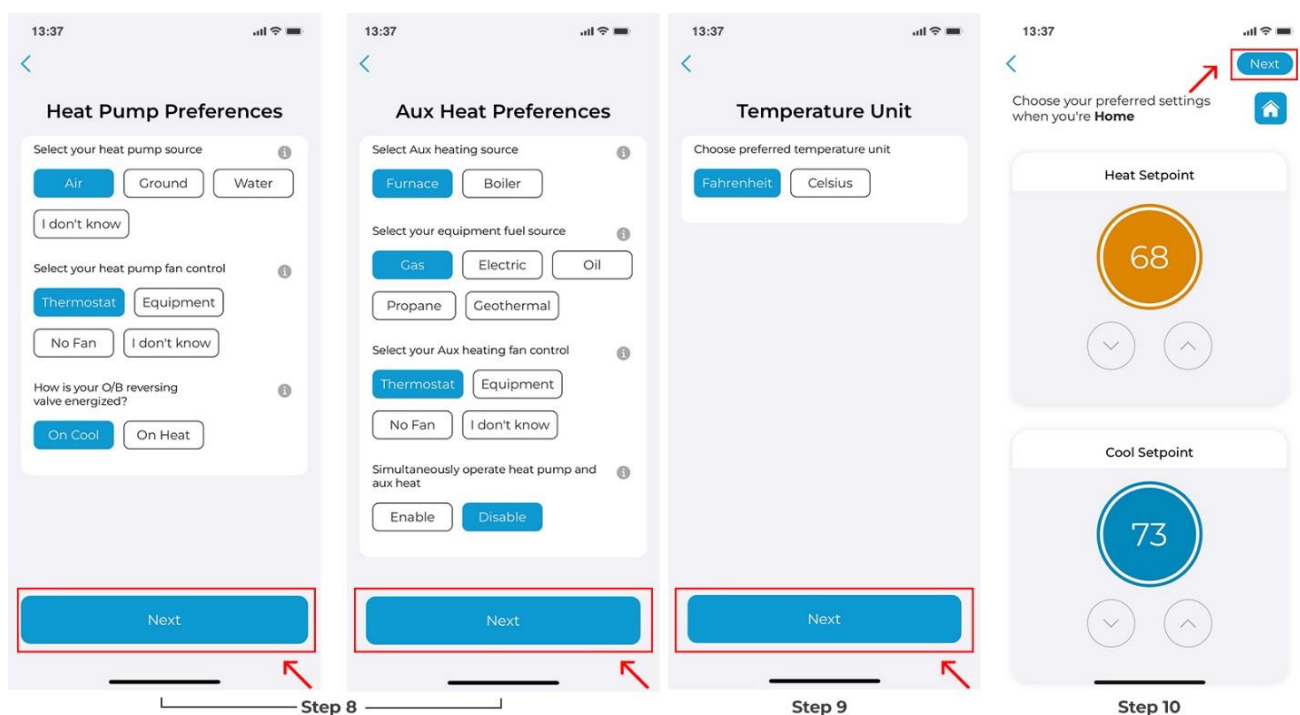 13:37
Heat Pump Preferences
Select your heat pump source
Air
Ground
Water
I don't know
Select your heat pump fan control
Thermostat
Equipment
No Fan
I don't know
How is your O/B reversing
valve energized?
On Cool
On Heat
Next
13:37
Aux Heat Preferences
Select Aux heating source
Furnace
Boiler
Select your equipment fuel source
Gas
Electric
Oil
Propane
Geothermal
Select your Aux heating fan control
Thermostat
Equipment
No Fan
I don't know
Simultaneously operate heat pump and
aux heat
Enable
Disable
Next
Step 8
13:37
Temperature Unit
Choose preferred temperature unit
Fahrenheit
Celsius
Next
Step 9
13:37
Next
Choose your preferred settings
when you're Home
Heat Setpoint
68
Cool Setpoint
73
Step 10